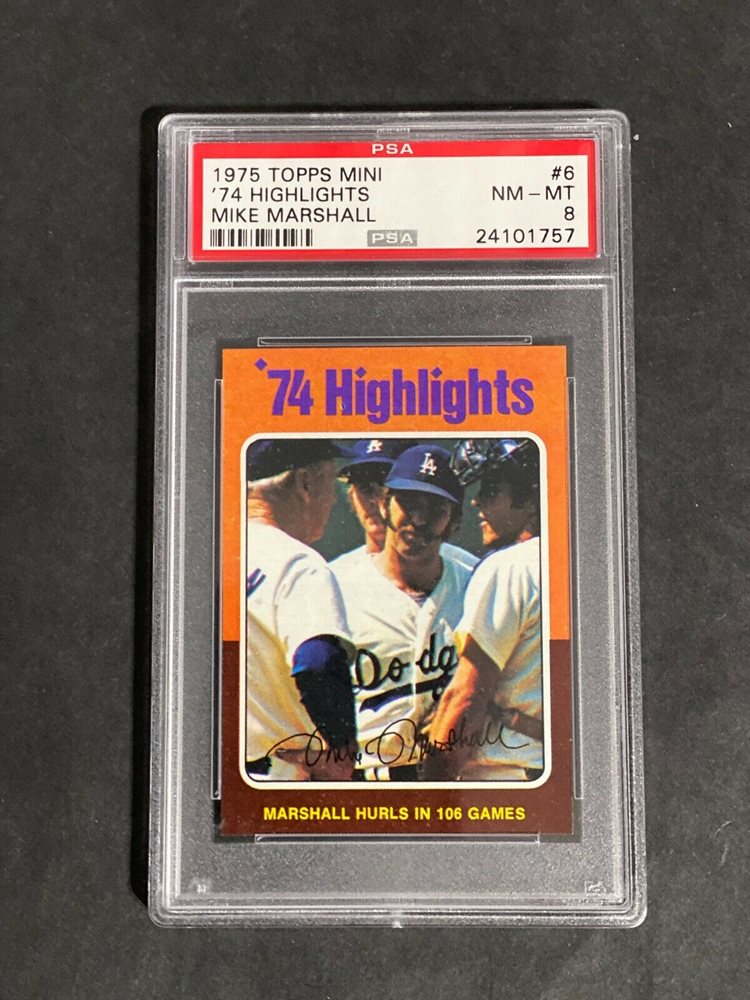 PSA
1975 TOPPS MINI #6
'74 HIGHLIGHTS NM - MT
MIKE MARSHALL 8
PSA 24101757
'74 Highlights
A
LA
Dodg
Mike Marshall
MARSHALL HURLS IN 106 GAMES